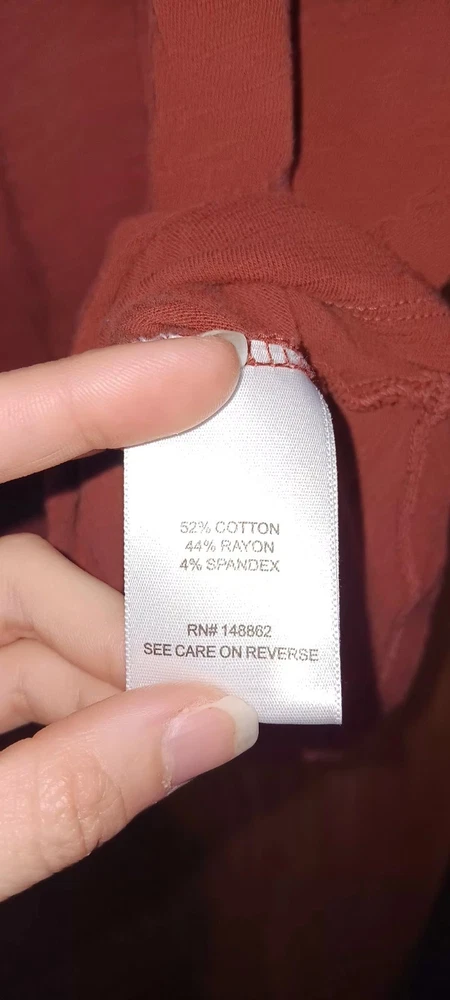 52% COTTON
44% RAYON
4% SPANDEX
RN# 148862
SEE CARE ON REVERSE